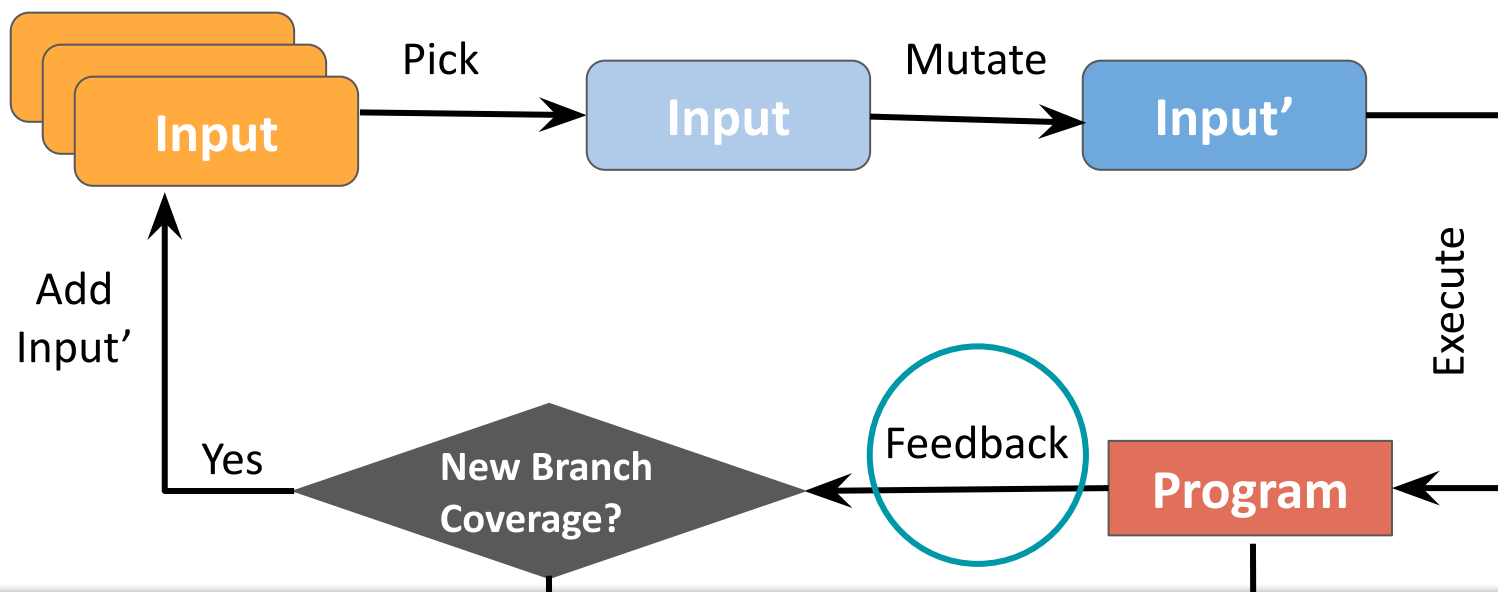 Pick
Mutate
Input
Input
Input’
Add
Input’
Execute
Yes
New Branch
Coverage?
Feedback
Program